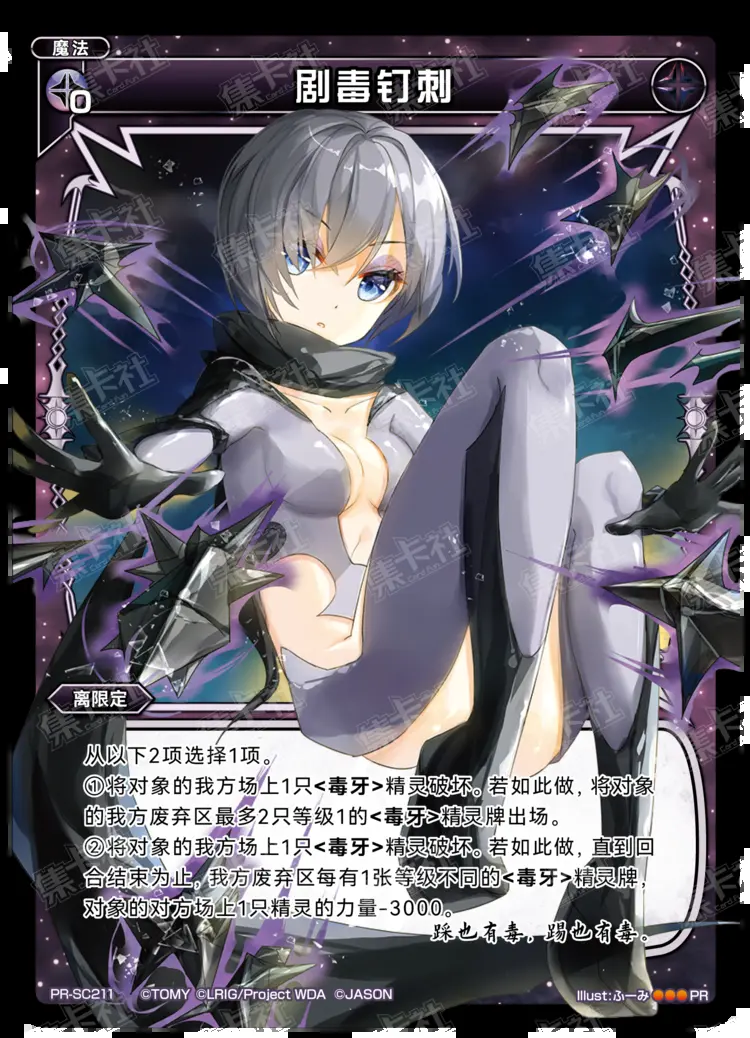 魔法
0
剧毒钉刺
离限定
从以下2项选择1项。
①将对象的我方场上1只<毒牙>精灵破坏。若如此做，将对象
的我方废弃区最多2只等级1的<毒牙>精灵牌出场。
②将对象的我方场上1只<毒牙>精灵破坏。若如此做，直到回
合结束为止，我方废弃区每有1张等级不同的<毒牙>精灵牌，
对象的对方场上1只精灵的力量-3000。
踩也有毒，踢也有毒。
PR-SC211 ©TOMY ©LRIG/Project WDA ©JASON
Illust:ふーみ PR
集卡社